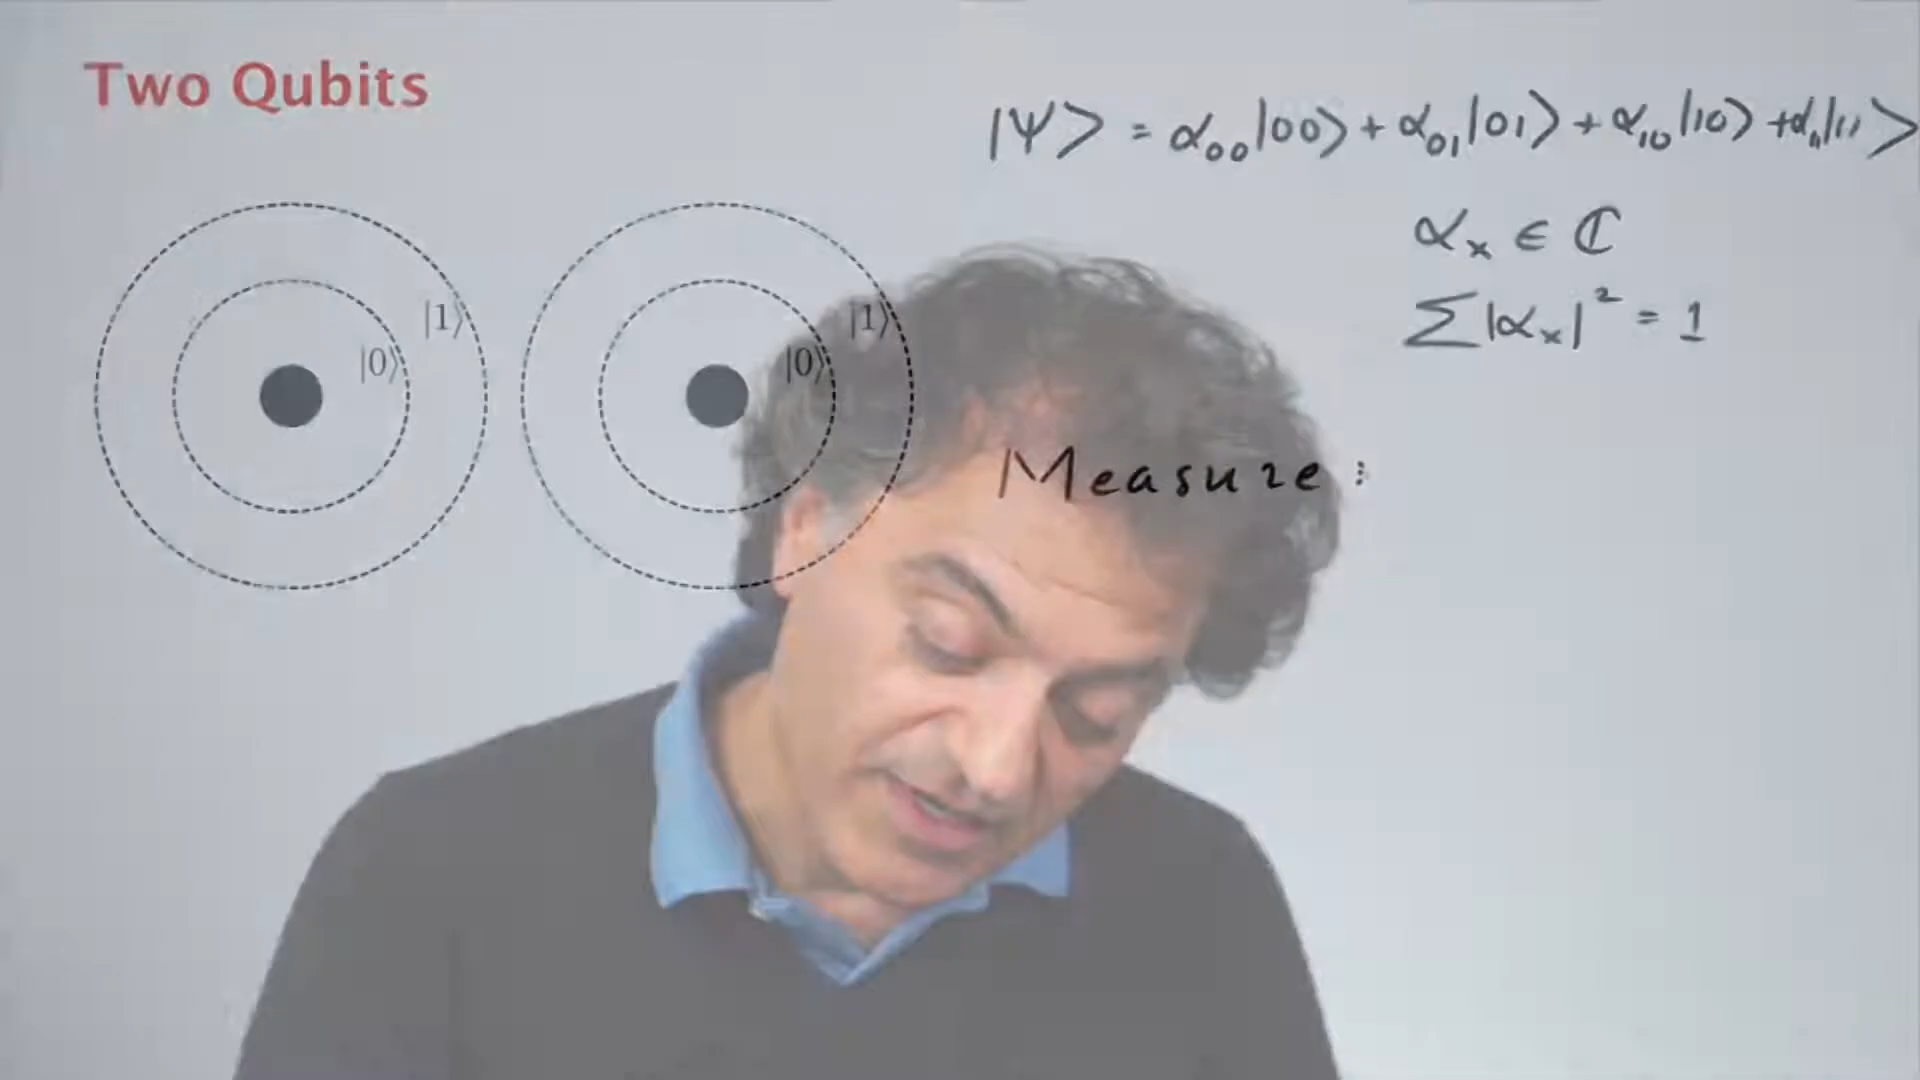 Two Qubits
|Ψ> = α₀₀|00> + α₀₁|01> + α₁₀|10> + α₁₁|11>
αₓ ∈ ℂ
∑|αₓ|² = 1
|1⟩ |1⟩
|0⟩ |0⟩
Measure :